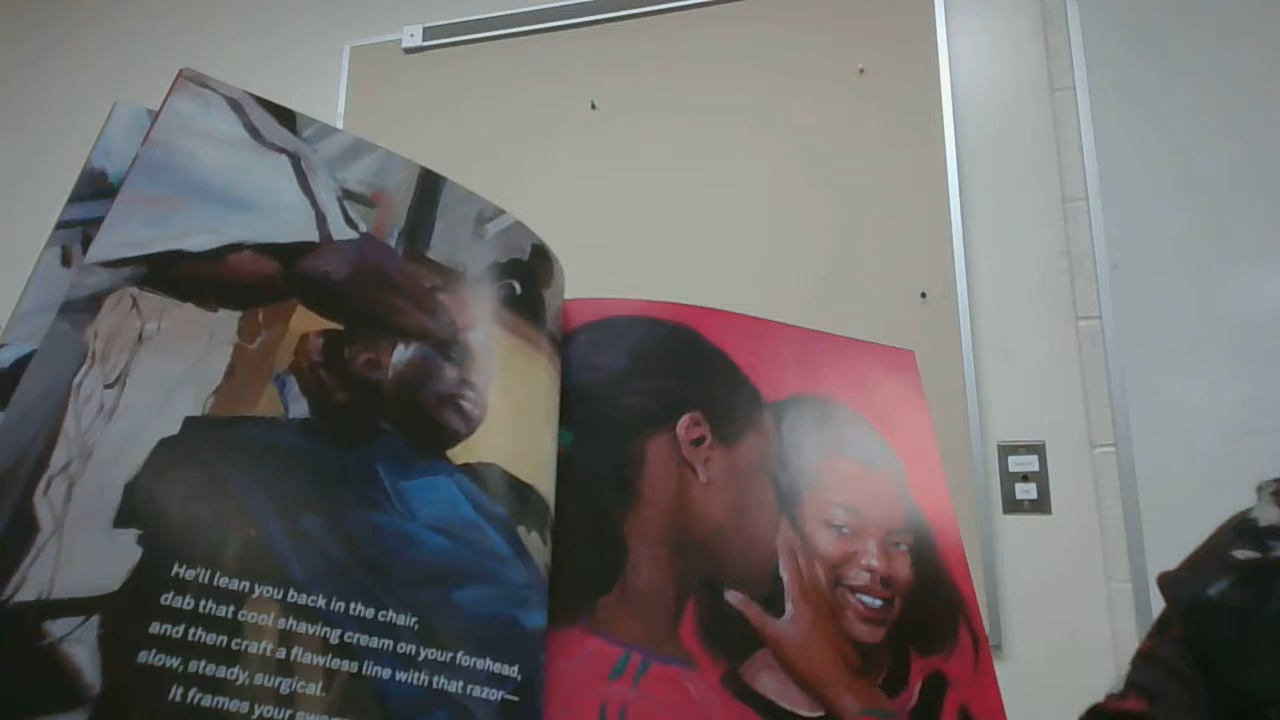 He'll lean you back in the chair,
dab that cool shaving cream on your forehead,
and then craft a flawless line with that razor—
slow, steady, surgical.
It frames your